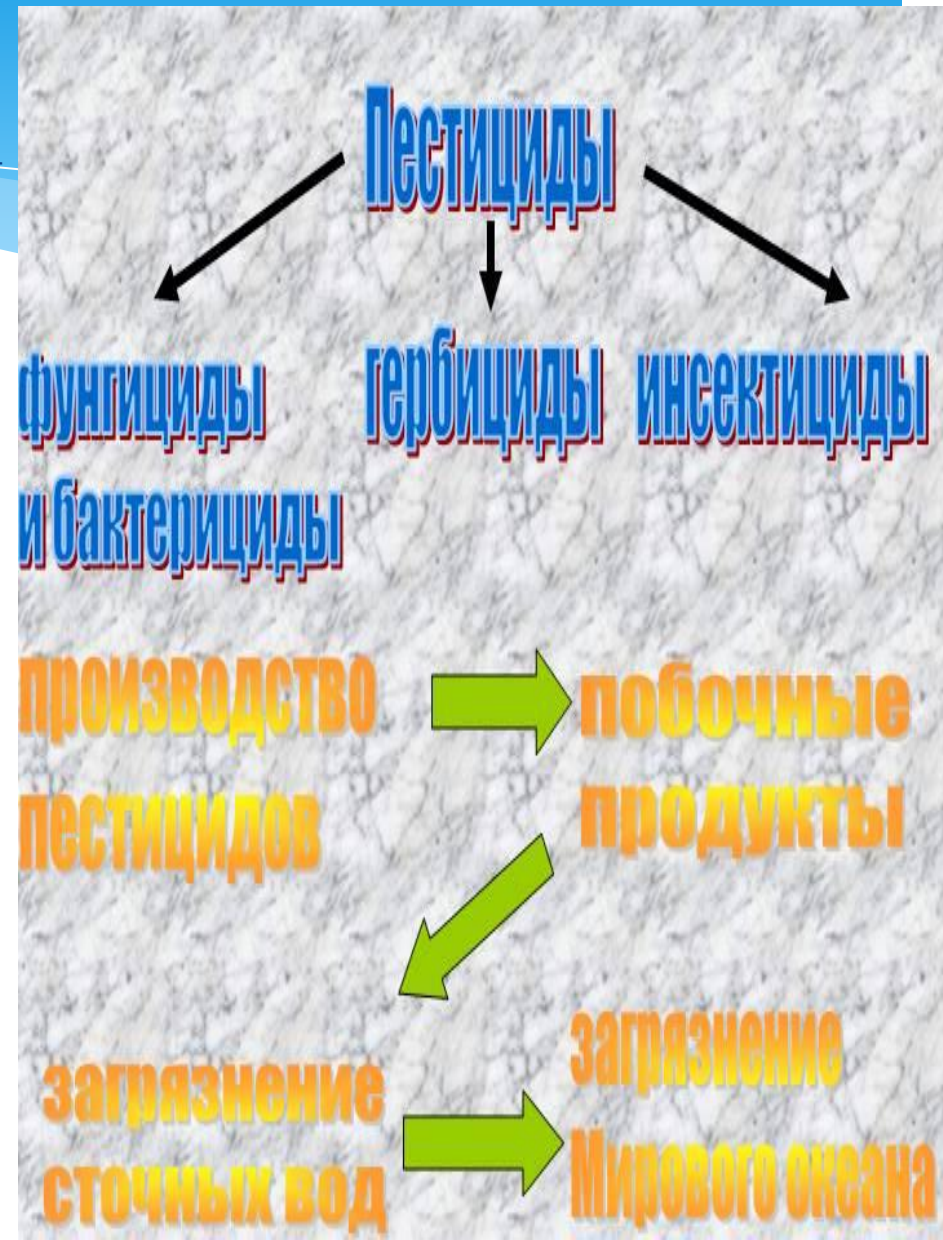 Пестициды
фунгициды
и бактерициды
гербициды
инсектициды
производство
пестицидов
побочные
продукты
загрязнение
сточных вод
загрязнение
Мирового океана